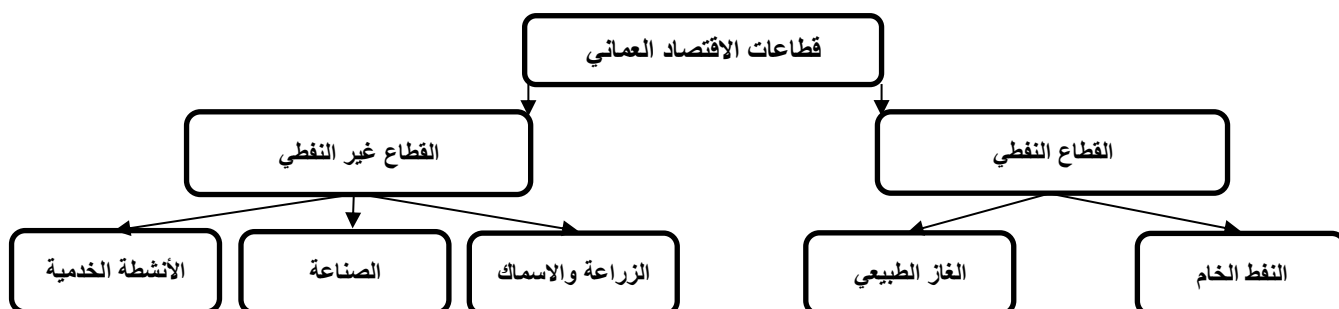 قطاعات الاقتصاد العماني
القطاع النفطي
القطاع غير النفطي
النفط الخام
الغاز الطبيعي
الزراعة والاسماك
الصناعة
الأنشطة الخدمية